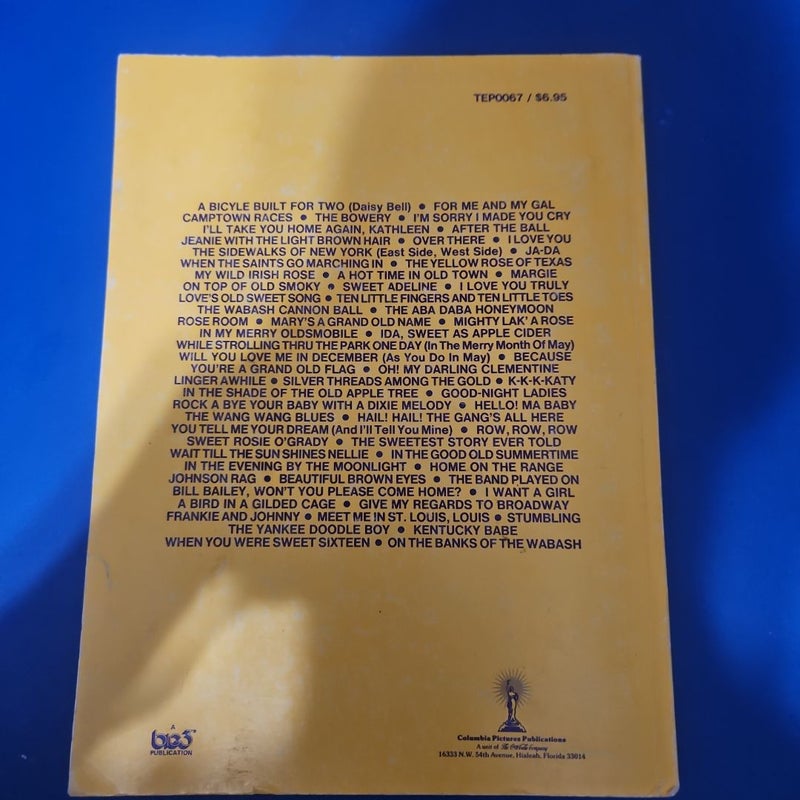 TEP0067 / $6.95
A BICYLE BUILT FOR TWO (Daisy Bell) • FOR ME AND MY GAL
CAMPTOWN RACES • THE BOWERY • I'M SORRY I MADE YOU CRY
I'LL TAKE YOU HOME AGAIN, KATHLEEN • AFTER THE BALL
JEANIE WITH THE LIGHT BROWN HAIR • OVER THERE • I LOVE YOU
THE SIDEWALKS OF NEW YORK (East Side, West Side) • JA-DA
WHEN THE SAINTS GO MARCHING IN • THE YELLOW ROSE OF TEXAS
MY WILD IRISH ROSE • A HOT TIME IN OLD TOWN • MARGIE
ON TOP OF OLD SMOKY • SWEET ADELINE • I LOVE YOU TRULY
LOVE'S OLD SWEET SONG • TEN LITTLE FINGERS AND TEN LITTLE TOES
THE WABASH CANNON BALL • THE ABA DABA HONEYMOON
ROSE ROOM • MARY'S A GRAND OLD NAME • MIGHTY LAK' A ROSE
IN MY MERRY OLDSMOBILE • IDA, SWEET AS APPLE CIDER
WHILE STROLLING THRU THE PARK ONE DAY (In The Merry Month Of May)
WILL YOU LOVE ME IN DECEMBER (As You Do In May) • BECAUSE
YOU'RE A GRAND OLD FLAG • OH! MY DARLING CLEMENTINE
LINGER AWHILE • SILVER THREADS AMONG THE GOLD • K-K-K-KATY
IN THE SHADE OF THE OLD APPLE TREE • GOOD-NIGHT LADIES
ROCK A BYE YOUR BABY WITH A DIXIE MELODY • HELLO! MA BABY
THE WANG WANG BLUES • HAIL! HAIL! THE GANG'S ALL HERE
YOU TELL ME YOUR DREAM (And I'll Tell You Mine) • ROW, ROW, ROW
SWEET ROSIE O'GRADY • THE SWEETEST STORY EVER TOLD
WAIT TILL THE SUN SHINES NELLIE • IN THE GOOD OLD SUMMERTIME
IN THE EVENING BY THE MOONLIGHT • HOME ON THE RANGE
JOHNSON RAG • BEAUTIFUL BROWN EYES • THE BAND PLAYED ON
BILL BAILEY, WON'T YOU PLEASE COME HOME? • I WANT A GIRL
A BIRD IN A GILDED CAGE • GIVE MY REGARDS TO BROADWAY
FRANKIE AND JOHNNY • MEET ME IN ST. LOUIS, LOUIS • STUMBLING
THE YANKEE DOODLE BOY • KENTUCKY BABE
WHEN YOU WERE SWEET SIXTEEN • ON THE BANKS OF THE WABASH
A
big3
PUBLICATION
Columbia Pictures Publications
A unit of The Coca-Cola Company
16333 N.W. 54th Avenue, Hialeah, Florida 33014